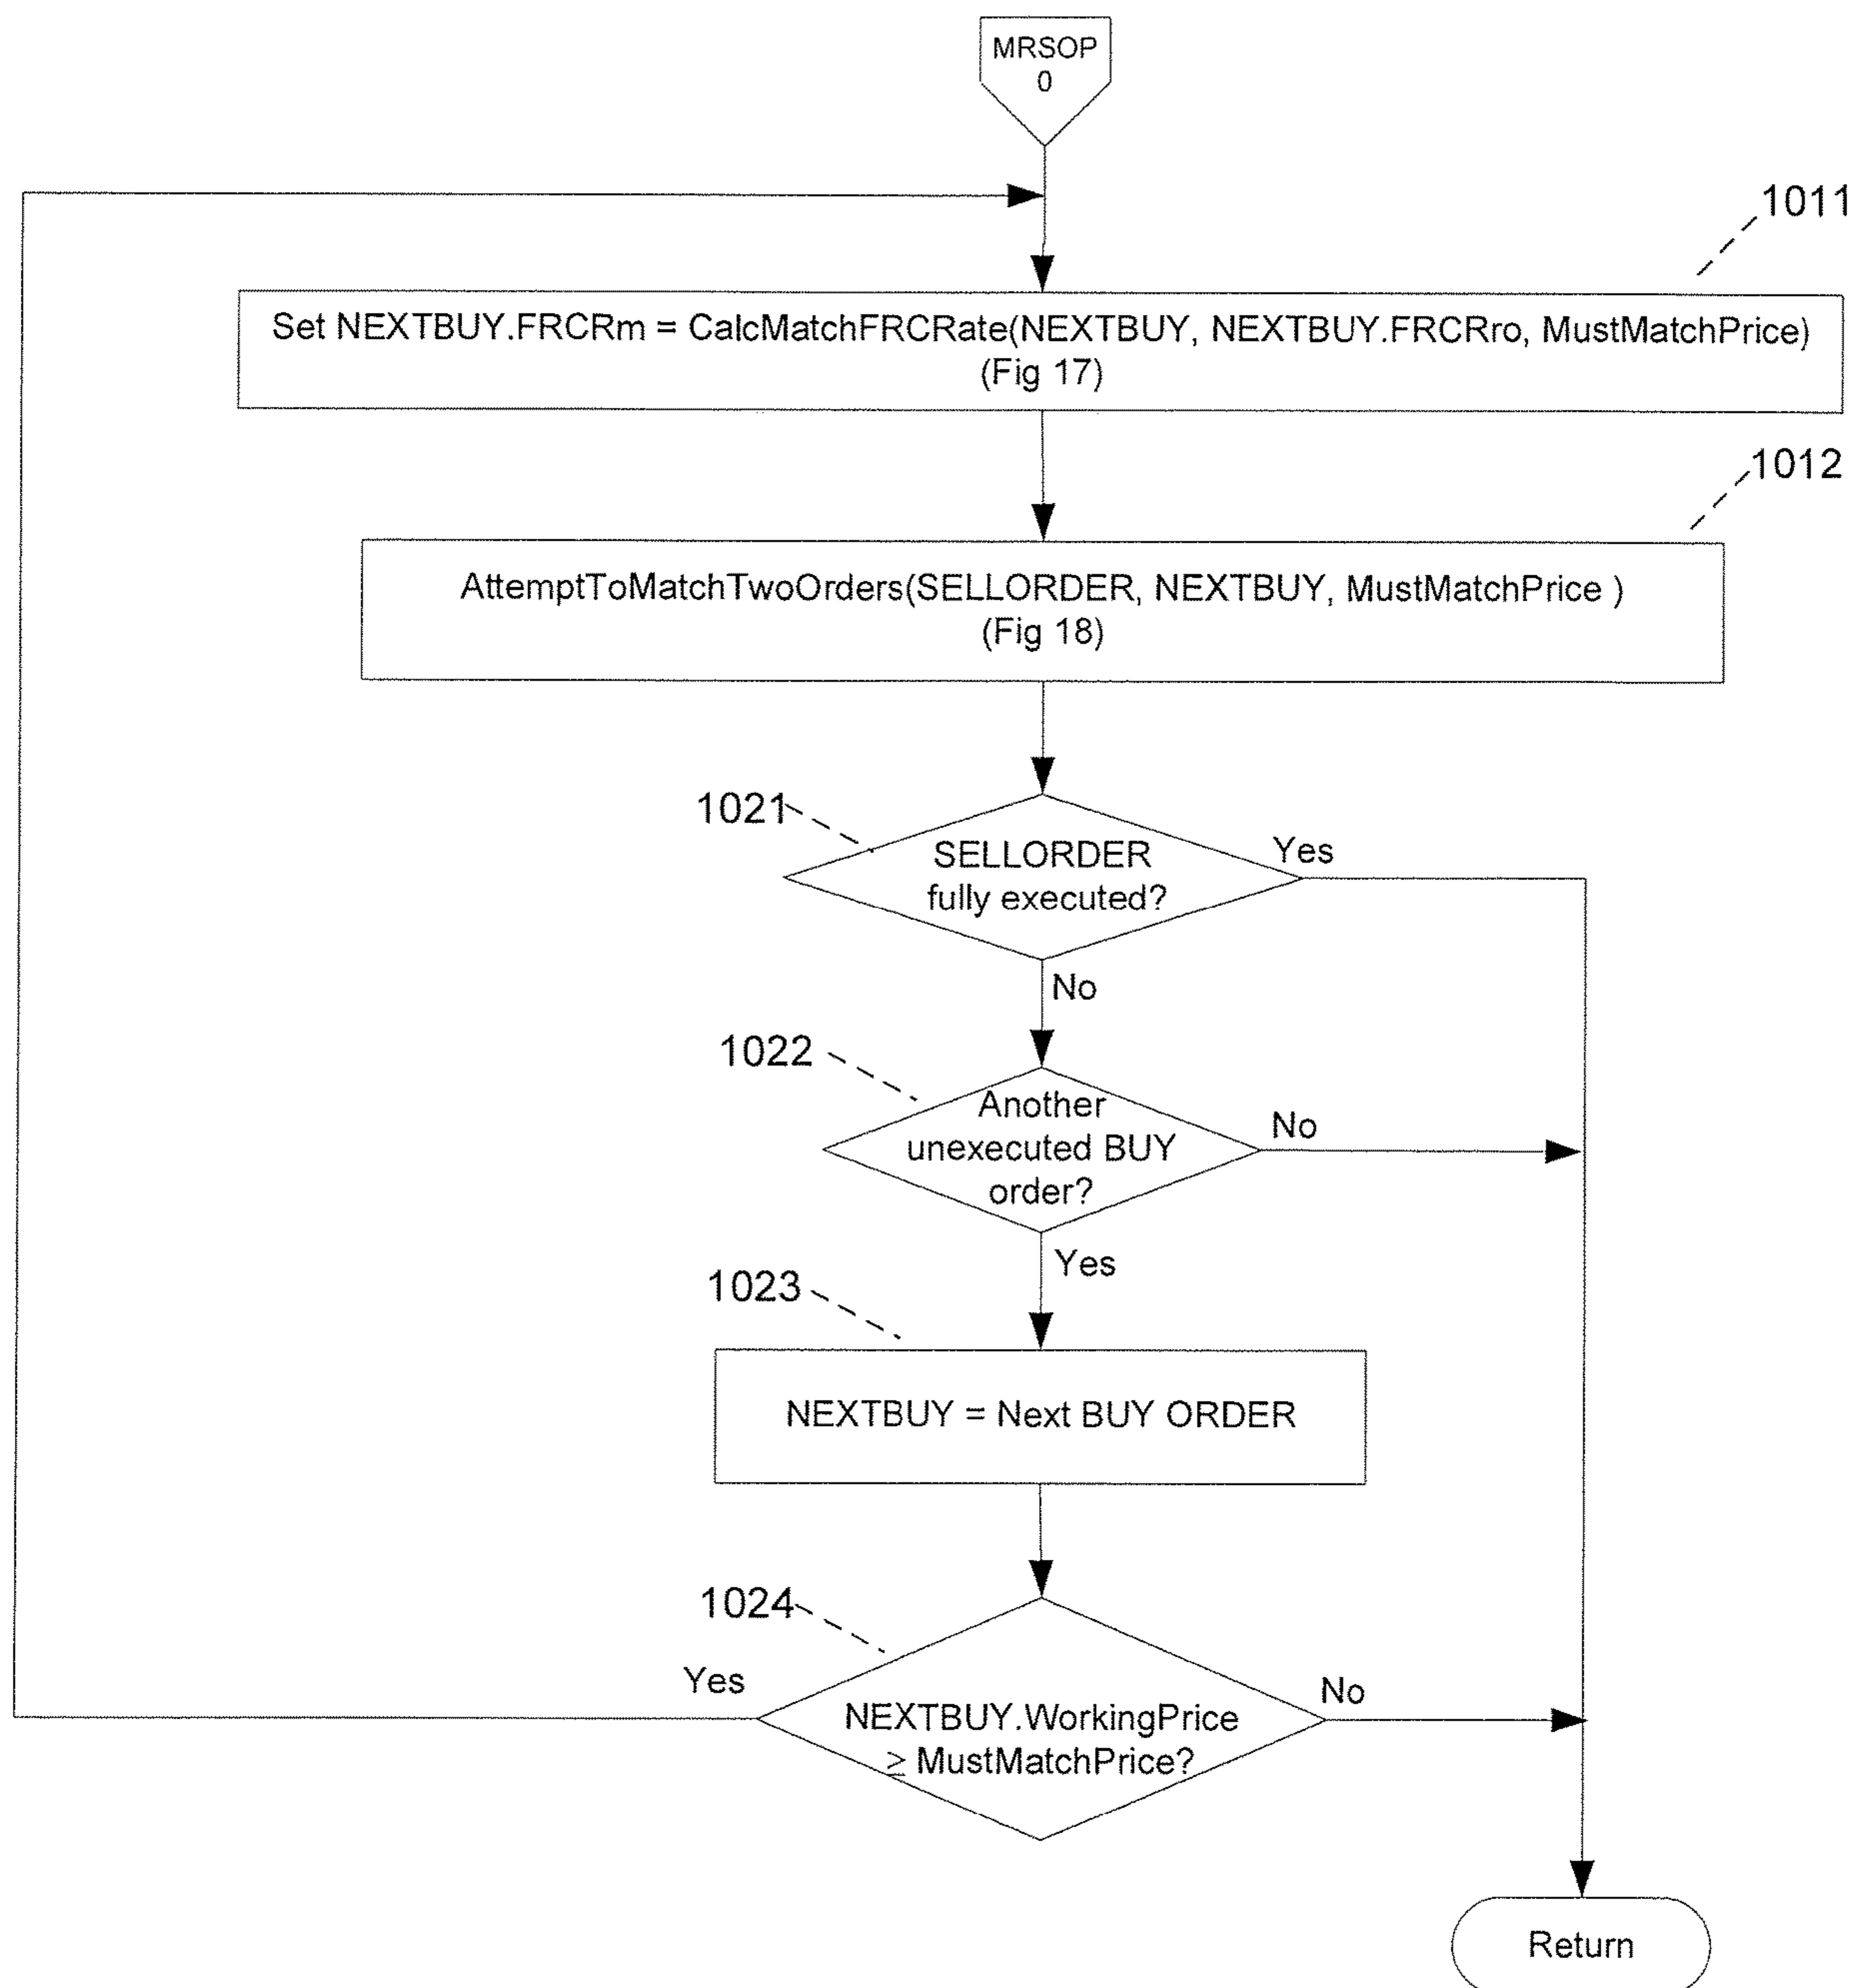 MRSOP
0
1011
Set NEXTBUY.FRCRm = CalcMatchFRCRate(NEXTBUY, NEXTBUY.FRCRro, MustMatchPrice)
(Fig 17)
1012
AttemptToMatchTwoOrders(SELLORDER, NEXTBUY, MustMatchPrice )
(Fig 18)
1021
SELLORDER
fully executed?
Yes
No
1022
Another
unexecuted BUY
order?
No
Yes
1023
NEXTBUY = Next BUY ORDER
1024
Yes
NEXTBUY.WorkingPrice
≥ MustMatchPrice?
No
Return